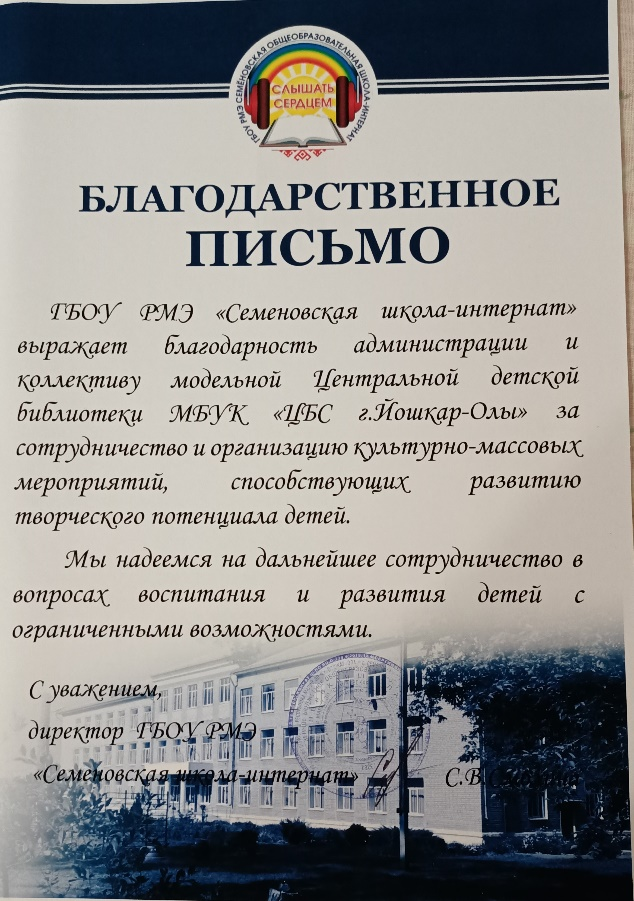 ГБОУ РМЭ СЕМЁНОВСКАЯ ОБЩЕОБРАЗОВАТЕЛЬНАЯ ШКОЛА-ИНТЕРНАТ
СЛЫШАТЬ
СЕРДЦЕМ
БЛАГОДАРСТВЕННОЕ
ПИСЬМО
ГБОУ РМЭ «Семеновская школа-интернат»
выражает благодарность администрации и
коллективу модельной Центральной детской
библиотеки МБУК «ЦБС г.Йошкар-Олы» за
сотрудничество и организацию культурно-массовых
мероприятий, способствующих развитию
творческого потенциала детей.
Мы надеемся на дальнейшее сотрудничество в
вопросах воспитания и развития детей с
ограниченными возможностями.
С уважением,
директор ГБОУ РМЭ
«Семеновская школа-интернат» С.В.